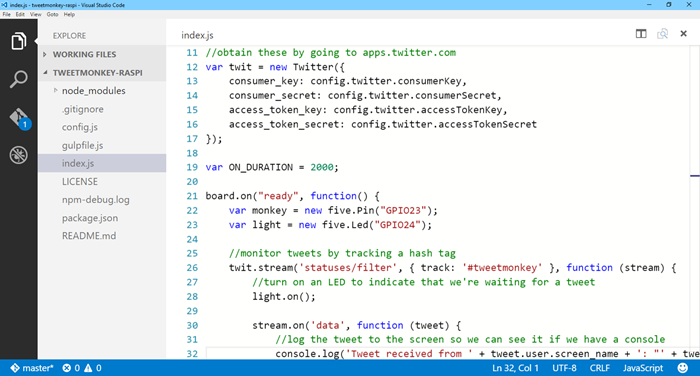 index.js - tweetmonkey-raspi - Visual Studio Code
File Edit View Goto Help
EXPLORE
WORKING FILES
TWEETMONKEY-RASPI
node_modules
.gitignore
config.js
gulpfile.js
index.js
LICENSE
npm-debug.log
package.json
README.md
1
index.js
11 //obtain these by going to apps.twitter.com
12 var twit = new Twitter({
13 consumer_key: config.twitter.consumerKey,
14 consumer_secret: config.twitter.consumerSecret,
15 access_token_key: config.twitter.accessTokenKey,
16 access_token_secret: config.twitter.accessTokenSecret
17 });
18
19 var ON_DURATION = 2000;
20
21 board.on("ready", function() {
22 var monkey = new five.Pin("GPIO23");
23 var light = new five.Led("GPIO24");
24
25 //monitor tweets by tracking a hash tag
26 twit.stream('statuses/filter', { track: '#tweetmonkey' }, function (stream) {
27 //turn on an LED to indicate that we're waiting for a tweet
28 light.on();
29
30 stream.on('data', function (tweet) {
31 //log the tweet to the screen so we can see it if we have a console
32 console.log('Tweet received from ' + tweet.user.screen_name + ': "' + twe
master* 0 0 Ln 32, Col 1 UTF-8 CRLF JavaScript